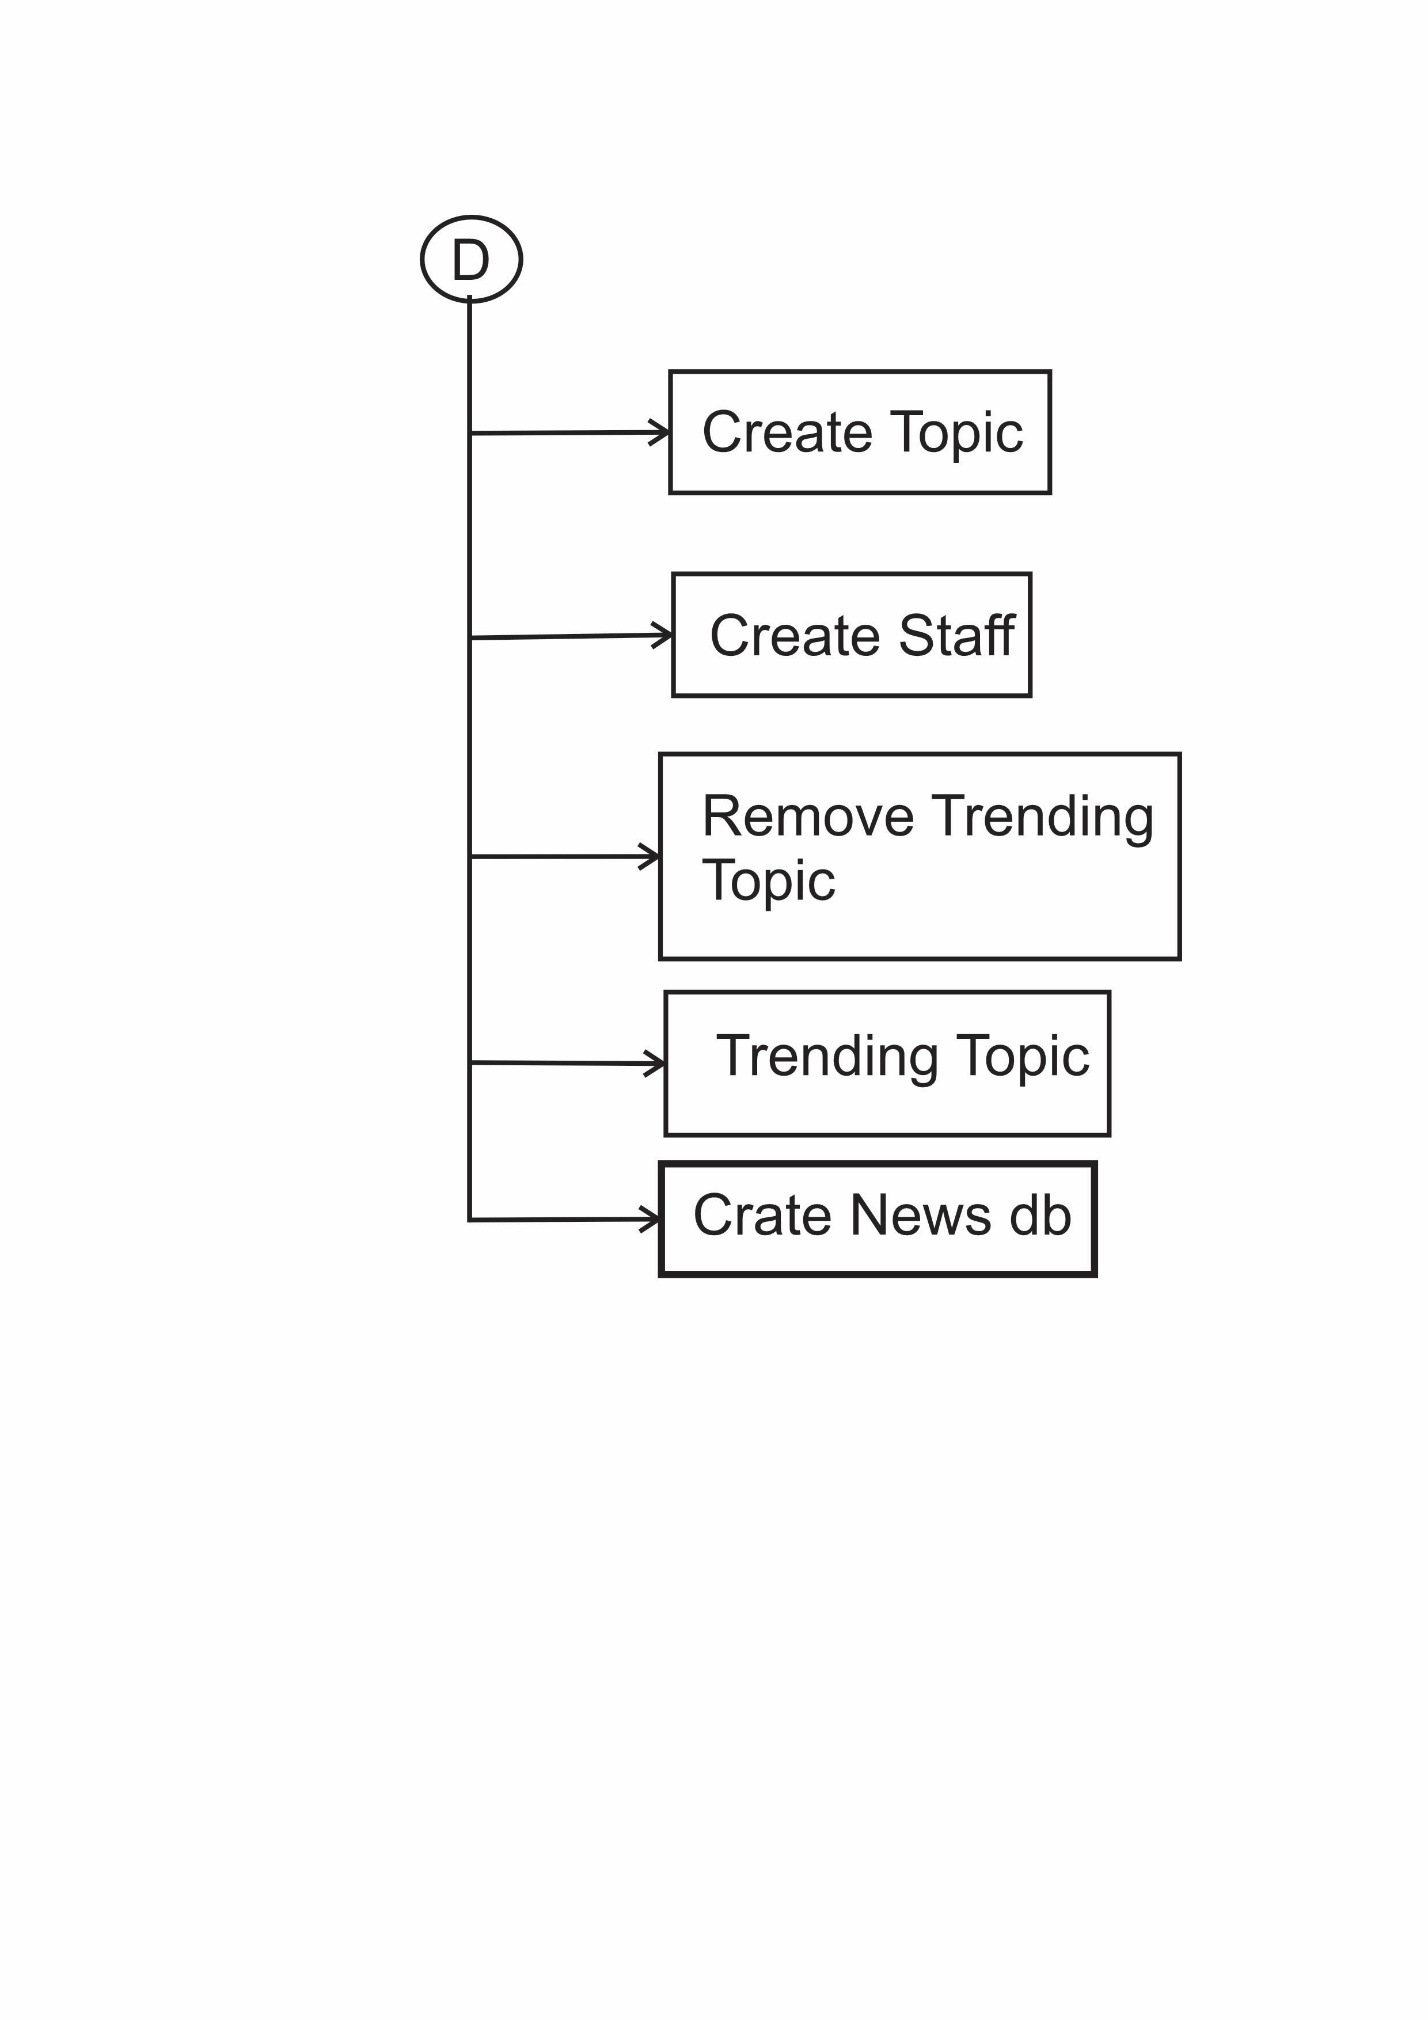 D
Create Topic
Create Staff
Remove Trending
Topic
Trending Topic
Crate News db